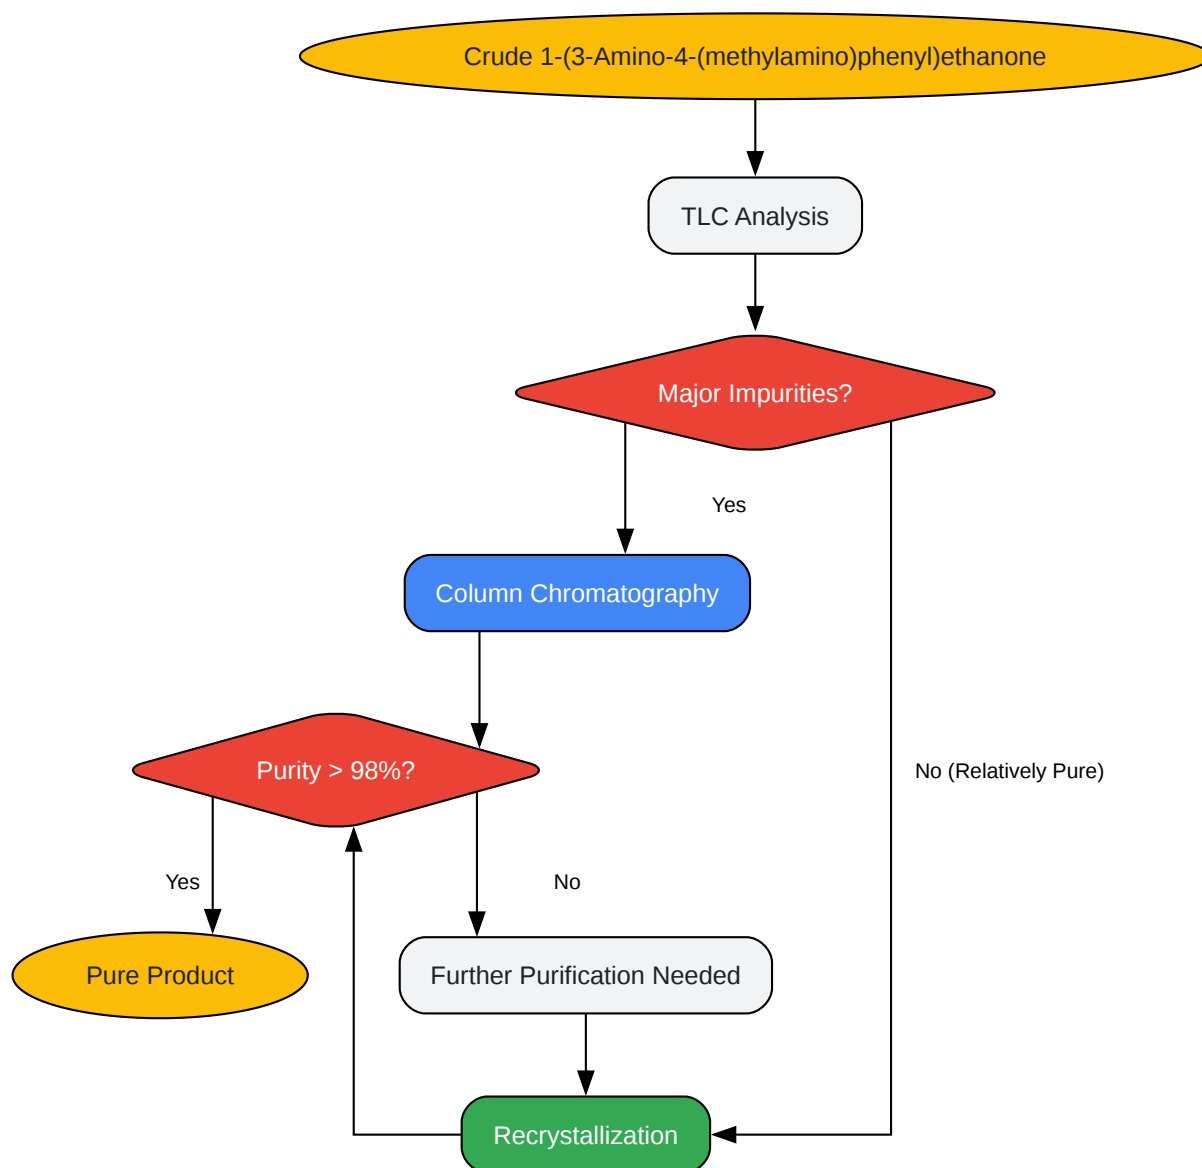 Crude 1-(3-Amino-4-(methylamino)phenyl)ethanone
TLC Analysis
Major Impurities?
Yes
Column Chromatography
Purity > 98%?
No (Relatively Pure)
Yes
No
Pure Product
Further Purification Needed
Recrystallization